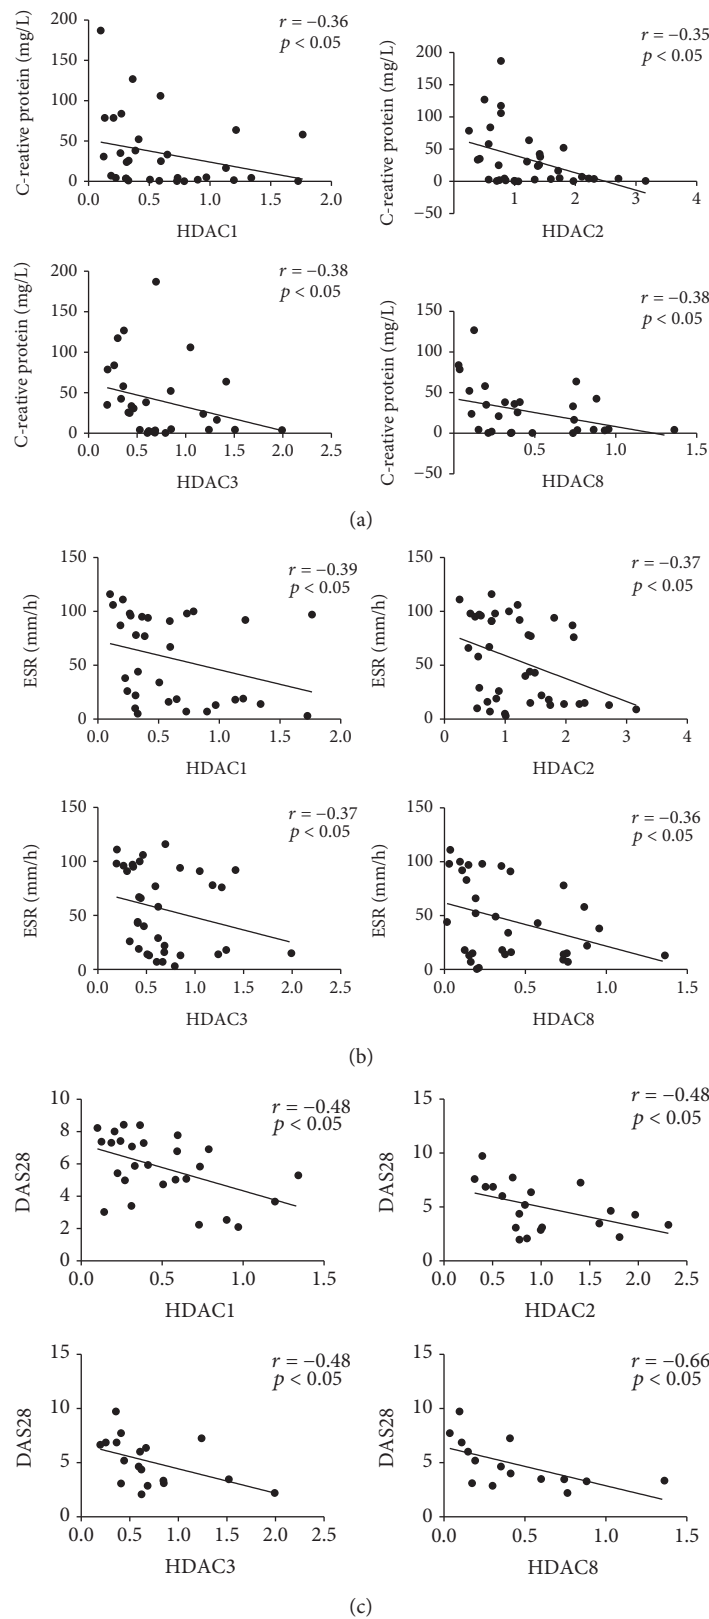 r = −0.36
p < 0.05
C-reative protein (mg/L)
200
150
100
50
0
0.0 0.5 1.0 1.5 2.0
HDAC1
r = −0.35
p < 0.05
C-reative protein (mg/L)
200
150
100
50
0
−50
1 2 3 4
HDAC2
r = −0.38
p < 0.05
C-reative protein (mg/L)
200
150
100
50
0
0.0 0.5 1.0 1.5 2.0 2.5
HDAC3
r = −0.38
p < 0.05
C-reative protein (mg/L)
150
100
50
0
−50
0.5 1.0 1.5
HDAC8
(a)
r = −0.39
p < 0.05
ESR (mm/h)
150
100
50
0
0.0 0.5 1.0 1.5 2.0
HDAC1
r = −0.37
p < 0.05
ESR (mm/h)
150
100
50
0
0 1 2 3 4
HDAC2
r = −0.37
p < 0.05
ESR (mm/h)
150
100
50
0
0.0 0.5 1.0 1.5 2.0 2.5
HDAC3
r = −0.36
p < 0.05
ESR (mm/h)
150
100
50
0
0.0 0.5 1.0 1.5
HDAC8
(b)
r = −0.48
p < 0.05
DAS28
10
8
6
4
2
0
0.0 0.5 1.0 1.5
HDAC1
r = −0.48
p < 0.05
DAS28
15
10
5
0
0.0 0.5 1.0 1.5 2.0 2.5
HDAC2
r = −0.48
p < 0.05
DAS28
15
10
5
0
0.0 0.5 1.0 1.5 2.0 2.5
HDAC3
r = −0.66
p < 0.05
DAS28
15
10
5
0
0.0 0.5 1.0 1.5
HDAC8
(c)